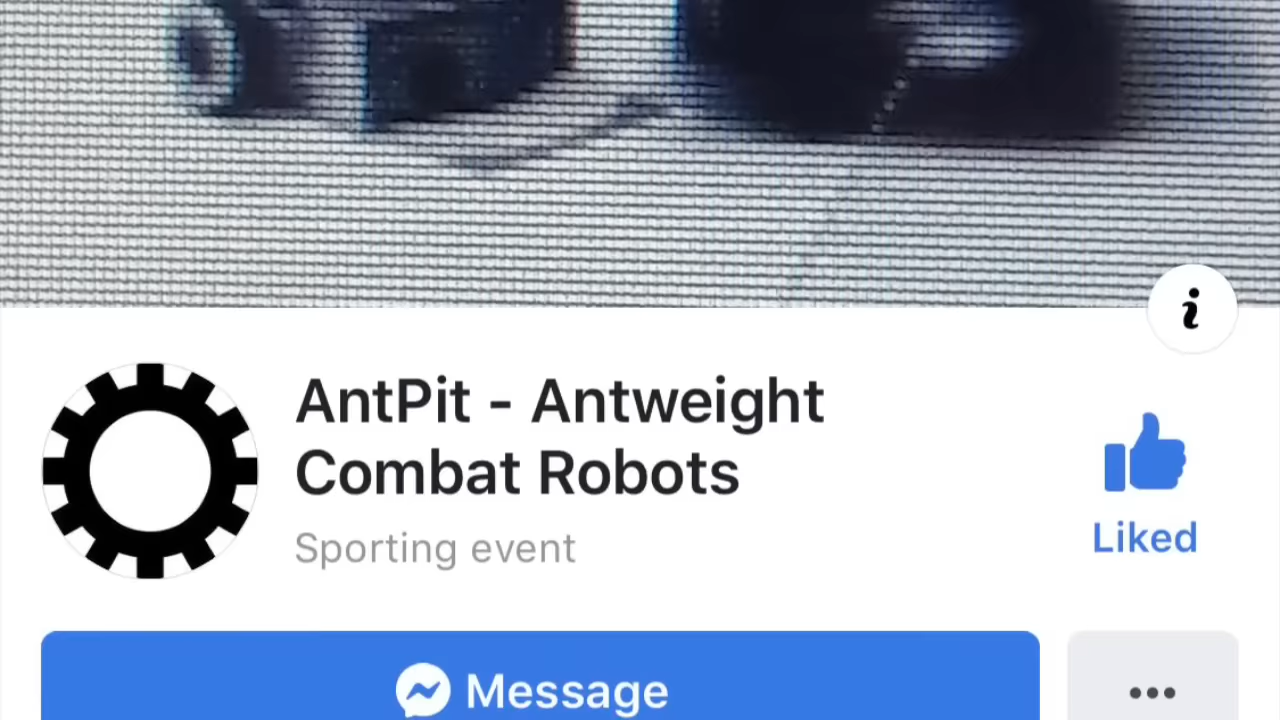 i
AntPit - Antweight
Combat Robots
Sporting event
Liked
Message